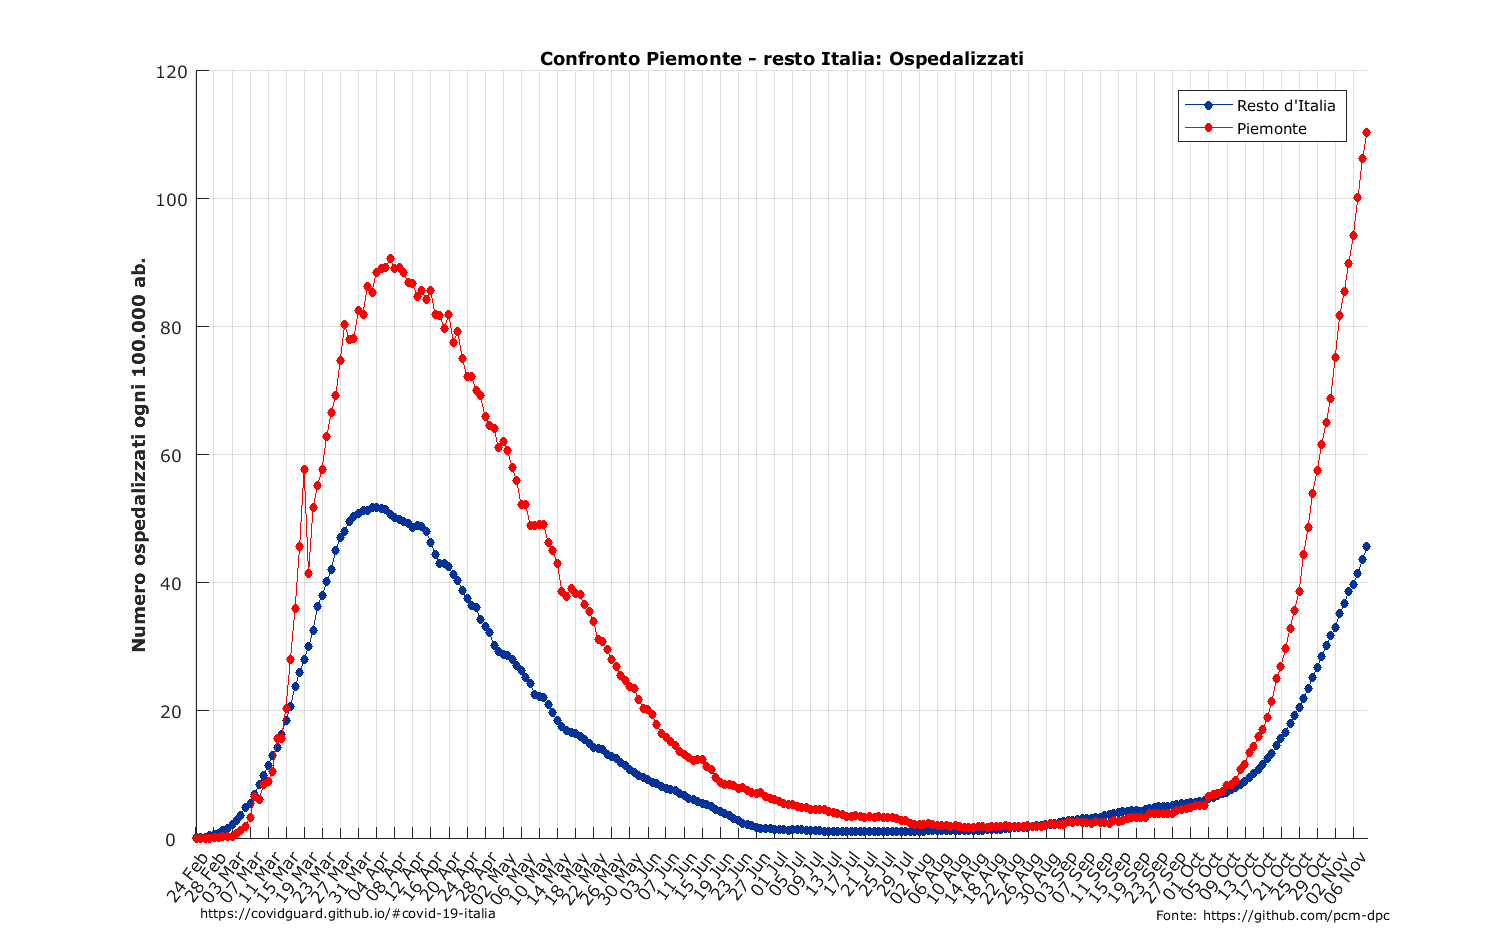 Confronto Piemonte - resto Italia: Ospedalizzati
Resto d'Italia
Piemonte
Numero ospedalizzati ogni 100.000 ab.
120
100
80
60
40
20
0
24 Feb
28 Feb
03 Mar
07 Mar
11 Mar
15 Mar
19 Mar
23 Mar
27 Mar
31 Mar
04 Apr
08 Apr
12 Apr
16 Apr
20 Apr
24 Apr
28 Apr
02 May
06 May
10 May
14 May
18 May
22 May
26 May
30 May
03 Jun
07 Jun
11 Jun
15 Jun
19 Jun
23 Jun
27 Jun
01 Jul
05 Jul
09 Jul
13 Jul
17 Jul
21 Jul
25 Jul
29 Jul
02 Aug
06 Aug
10 Aug
14 Aug
18 Aug
22 Aug
26 Aug
30 Aug
03 Sep
07 Sep
11 Sep
15 Sep
19 Sep
23 Sep
27 Sep
01 Oct
05 Oct
09 Oct
13 Oct
17 Oct
21 Oct
25 Oct
29 Oct
02 Nov
06 Nov
https://covidguard.github.io/#covid-19-italia
Fonte: https://github.com/pcm-dpc